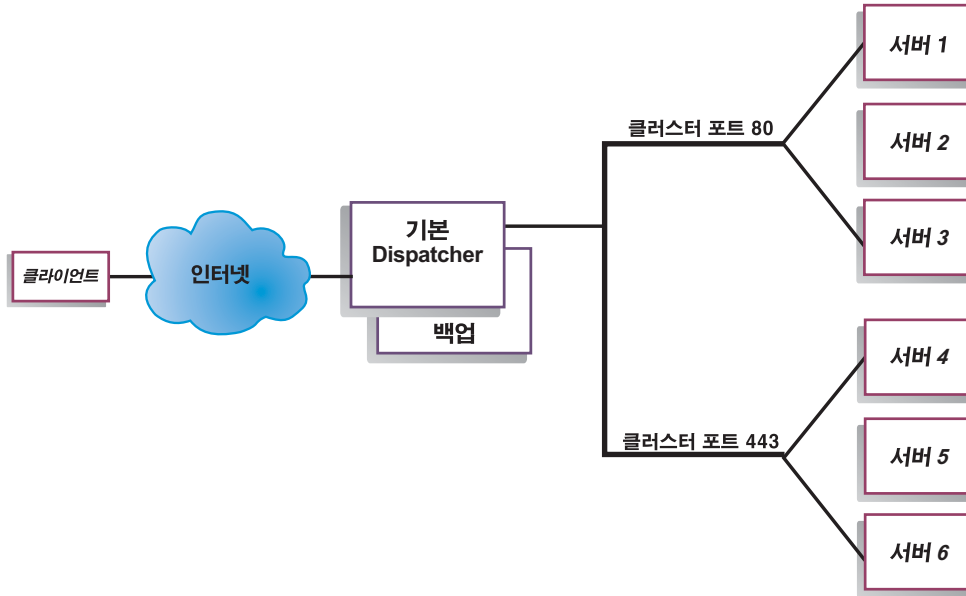 클라이언트
인터넷
기본
Dispatcher
백업
클러스터 포트 80
서버 1
서버 2
서버 3
클러스터 포트 443
서버 4
서버 5
서버 6